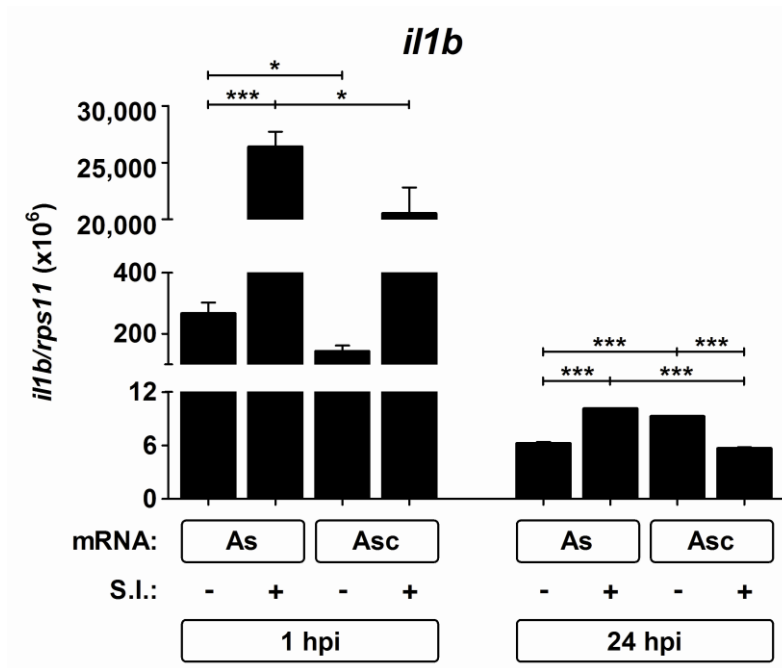 il1b
* 
*** *
30,000
25,000
20,000
400
200
12
6
0
il1b/rps11 (x10⁶)
*** ***
*** ***
mRNA: As Asc As Asc
S.I.: - + - + - + - +
1 hpi 24 hpi